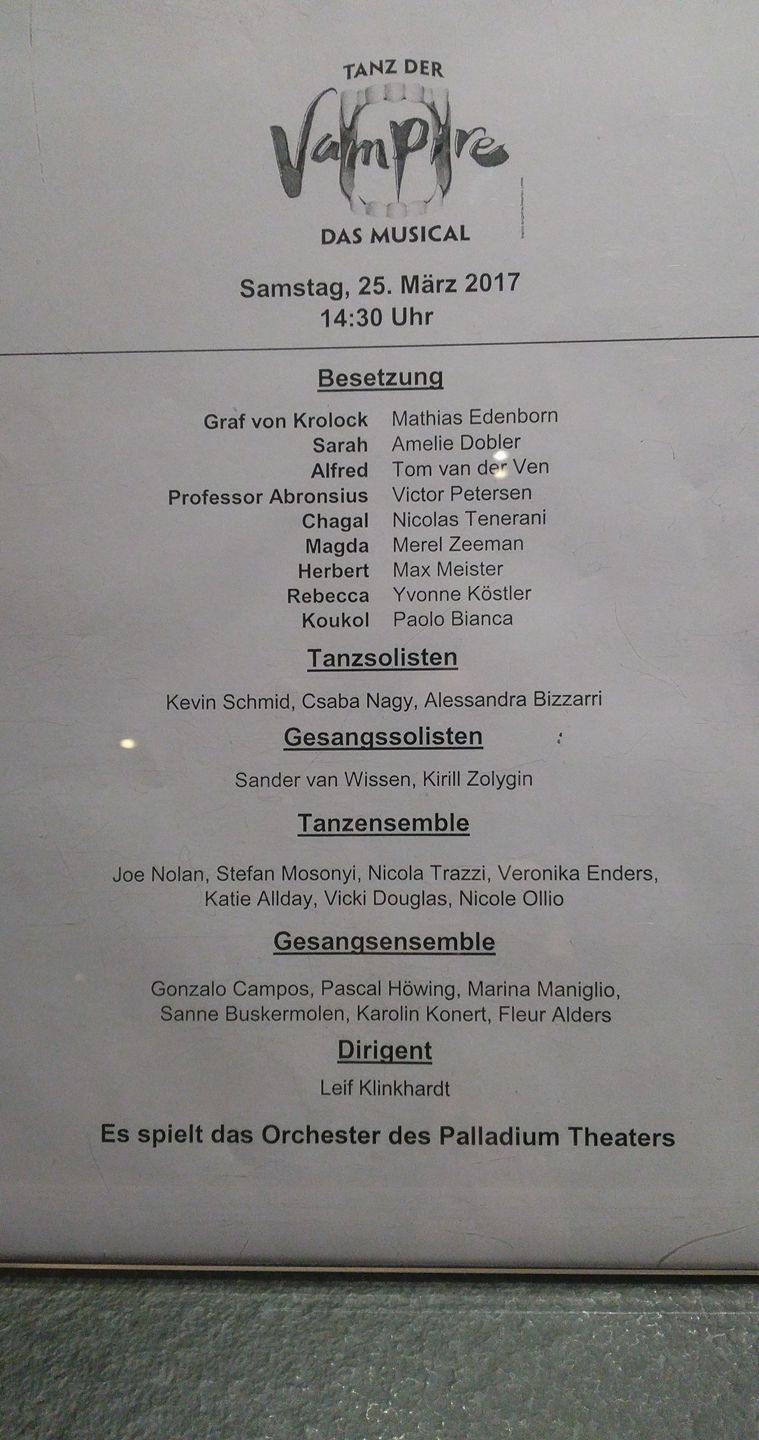 TANZ DER
Vampire
DAS MUSICAL
Samstag, 25. März 2017
14:30 Uhr
Besetzung
Graf von Krolock Mathias Edenborn
Sarah Amelie Dobler
Alfred Tom van der Ven
Professor Abronsius Victor Petersen
Chagal Nicolas Tenerani
Magda Merel Zeeman
Herbert Max Meister
Rebecca Yvonne Köstler
Koukol Paolo Bianca
Tanzsolisten
Kevin Schmid, Csaba Nagy, Alessandra Bizzarri
Gesangssolisten
Sander van Wissen, Kirill Zolygin
Tanzensemble
Joe Nolan, Stefan Mosonyi, Nicola Trazzi, Veronika Enders,
Katie Allday, Vicki Douglas, Nicole Ollio
Gesangsensemble
Gonzalo Campos, Pascal Höwing, Marina Maniglio,
Sanne Buskermolen, Karolin Konert, Fleur Alders
Dirigent
Leif Klinkhardt
Es spielt das Orchester des Palladium Theaters